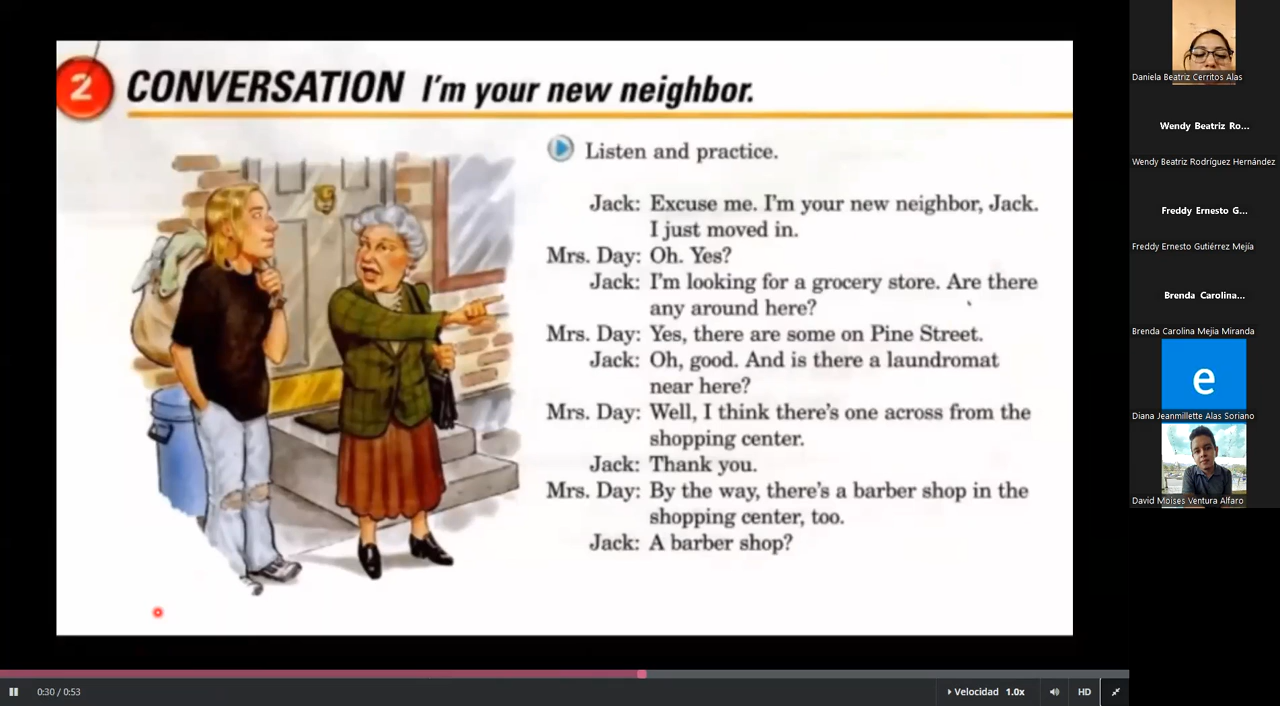 2 CONVERSATION I'm your new neighbor.
Listen and practice.
Jack: Excuse me. I'm your new neighbor, Jack.
I just moved in.
Mrs. Day: Oh. Yes?
Jack: I'm looking for a grocery store. Are there
any around here?
Mrs. Day: Yes, there are some on Pine Street.
Jack: Oh, good. And is there a laundromat
near here?
Mrs. Day: Well, I think there's one across from the
shopping center.
Jack: Thank you.
Mrs. Day: By the way, there's a barber shop in the
shopping center, too.
Jack: A barber shop?
0:30 / 0:53
Velocidad 1.0x
HD
Daniela Beatriz Cerritos Alas
Wendy Beatriz Ro...
Wendy Beatriz Rodríguez Hernández
Freddy Ernesto G...
Freddy Ernesto Gutiérrez Mejía
Brenda Carolina...
Brenda Carolina Mejia Miranda
e
Diana Jeanmillette Alas Soriano
David Moises Ventura Alfaro